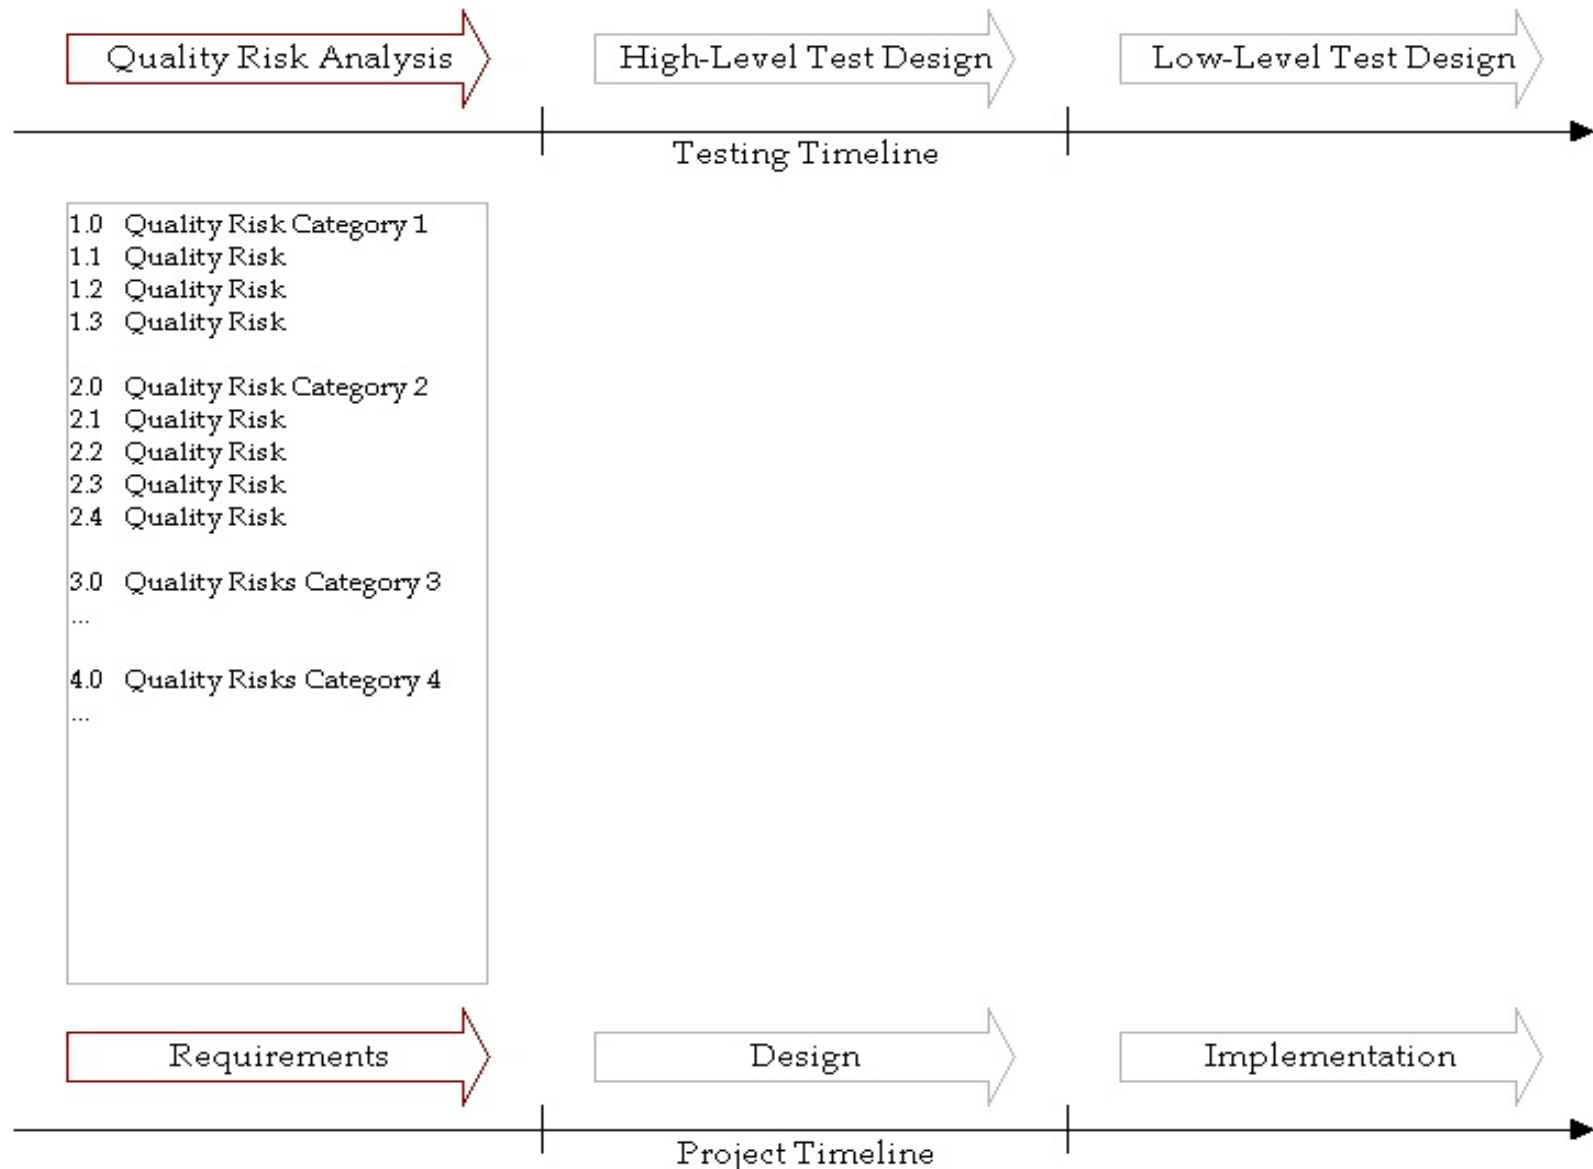 Quality Risk Analysis
High-Level Test Design
Low-Level Test Design
Testing Timeline
1.0 Quality Risk Category 1
1.1 Quality Risk
1.2 Quality Risk
1.3 Quality Risk
2.0 Quality Risk Category 2
2.1 Quality Risk
2.2 Quality Risk
2.3 Quality Risk
2.4 Quality Risk
3.0 Quality Risks Category 3
...
4.0 Quality Risks Category 4
...
Requirements
Design
Implementation
Project Timeline